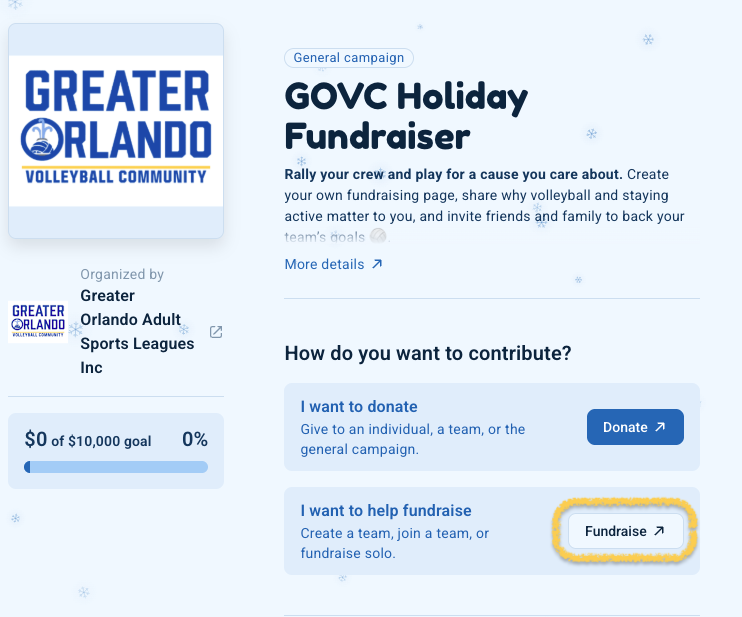 GREATER
ORLANDO
VOLLEYBALL COMMUNITY
Organized by
GREATER
ORLANDO
VOLLEYBALL COMMUNITY
Greater
Orlando Adult
Sports Leagues
Inc
$0 of $10,000 goal 0%
General campaign
GOVC Holiday
Fundraiser
Rally your crew and play for a cause you care about. Create
your own fundraising page, share why volleyball and staying
active matter to you, and invite friends and family to back your
team's goals 🏐.
More details ↗
How do you want to contribute?
I want to donate
Give to an individual, a team, or the
general campaign.
Donate ↗
I want to help fundraise
Create a team, join a team, or
fundraise solo.
Fundraise ↗